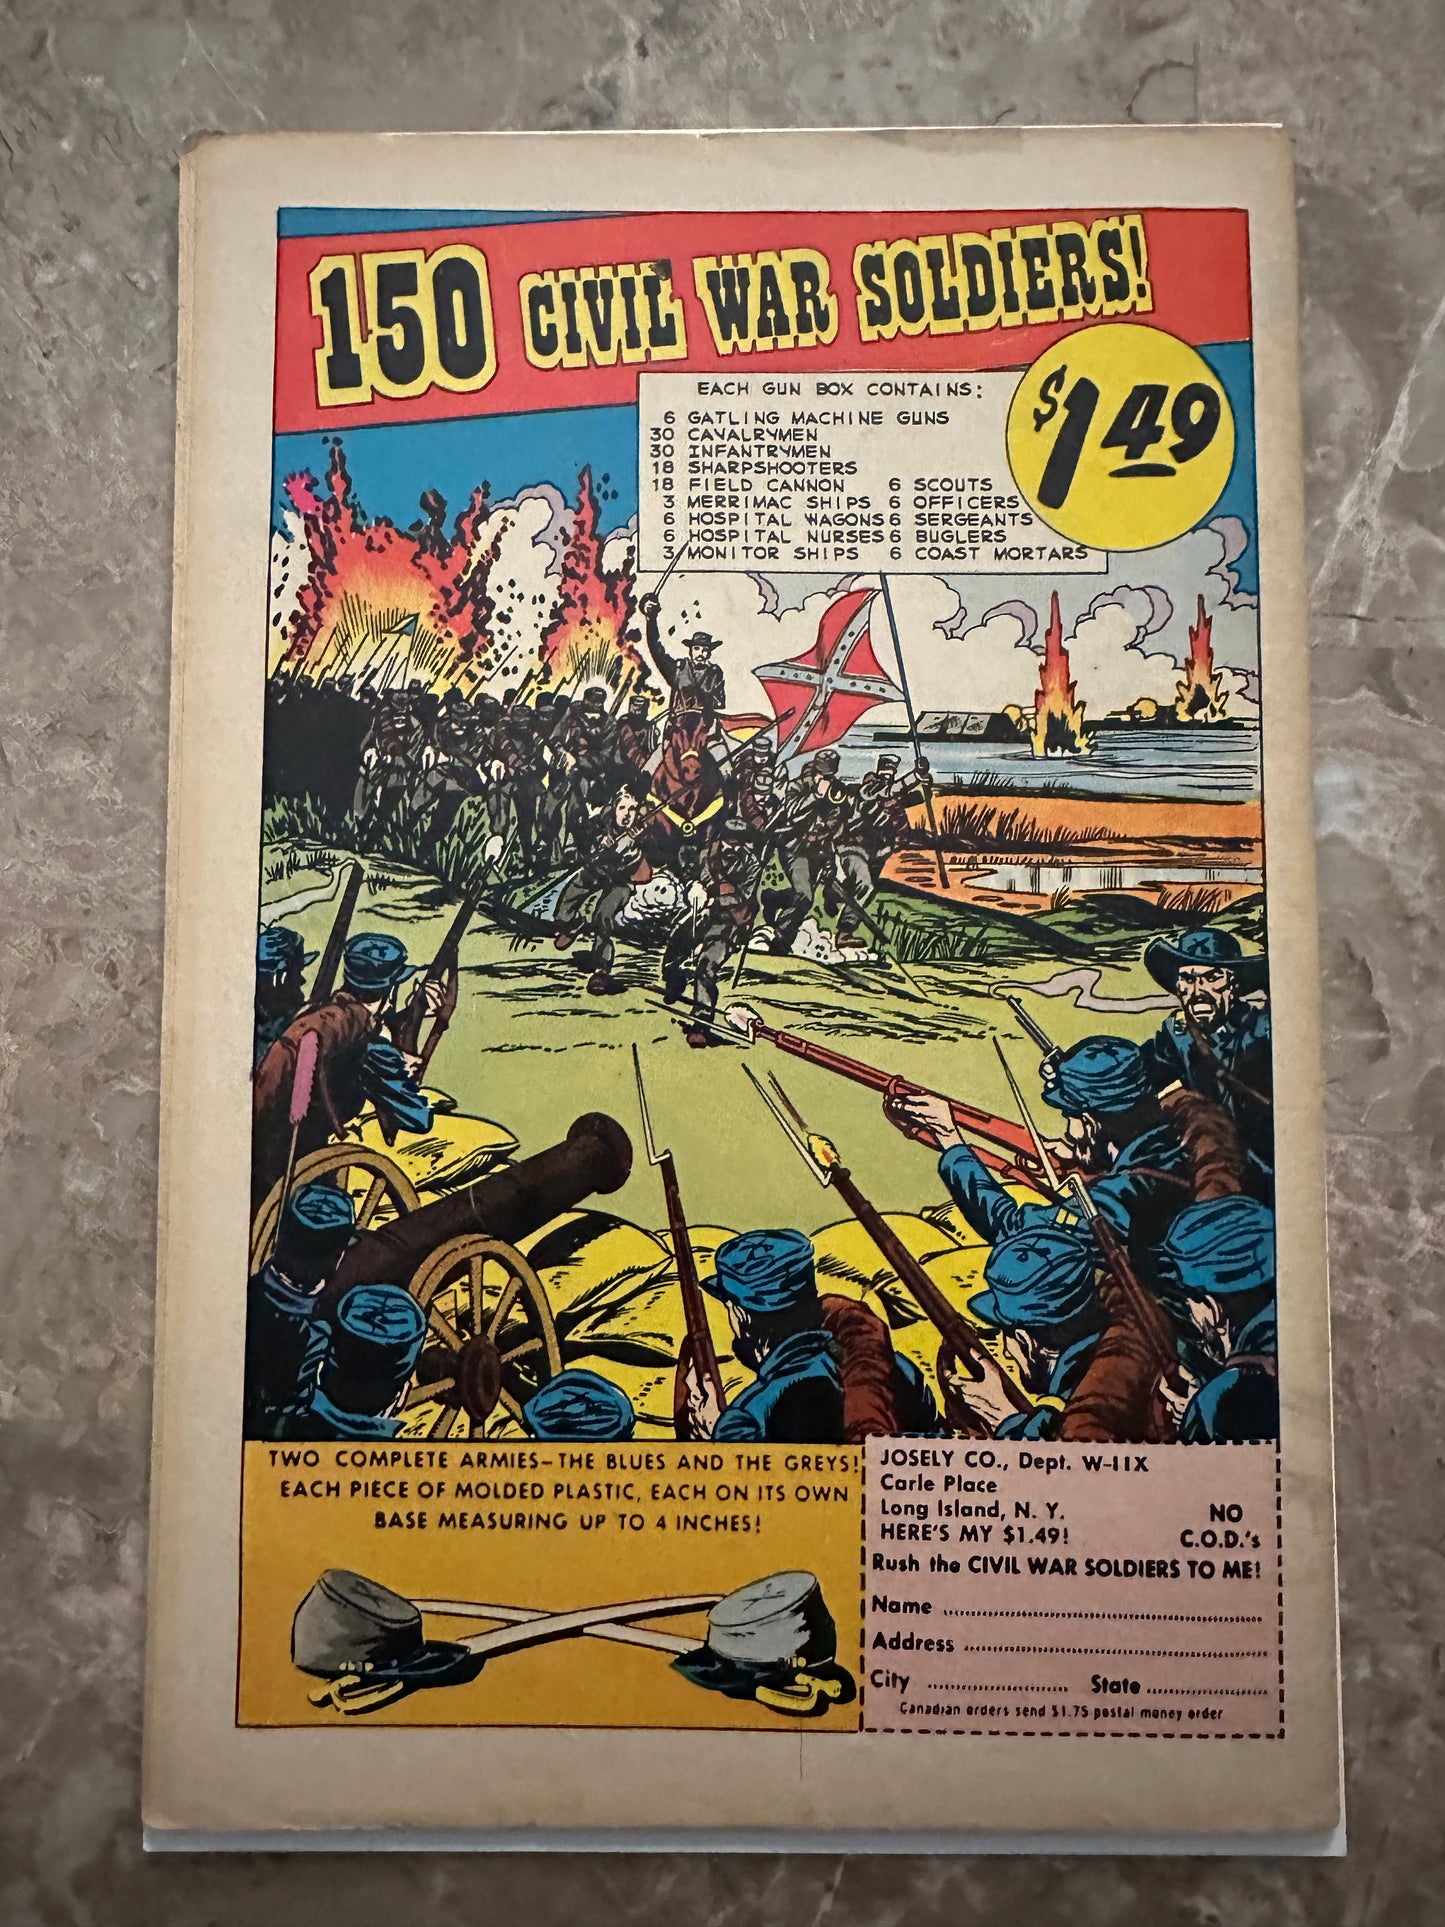 150 CIVIL WAR SOLDIERS!
$1.49
EACH GUN BOX CONTAINS:
6 GATLING MACHINE GUNS
30 CAVALRYMEN
30 INFANTRYMEN
18 SHARPSHOOTERS
18 FIELD CANNON 6 SCOUTS
3 MERRIMAC SHIPS 6 OFFICERS
6 HOSPITAL WAGONS 6 SERGEANTS
6 HOSPITAL NURSES 6 BUGLERS
3 MONITOR SHIPS 6 COAST MORTARS
TWO COMPLETE ARMIES-THE BLUES AND THE GREYS!
EACH PIECE OF MOLDED PLASTIC, EACH ON ITS OWN
BASE MEASURING UP TO 4 INCHES!
JOSELY CO., Dept. W-11X
Carle Place
Long Island, N. Y.
HERE'S MY $1.49!
NO
C.O.D.'s
Rush the CIVIL WAR SOLDIERS TO ME!
Name
Address
City State
Canadian orders send $1.75 postal money order